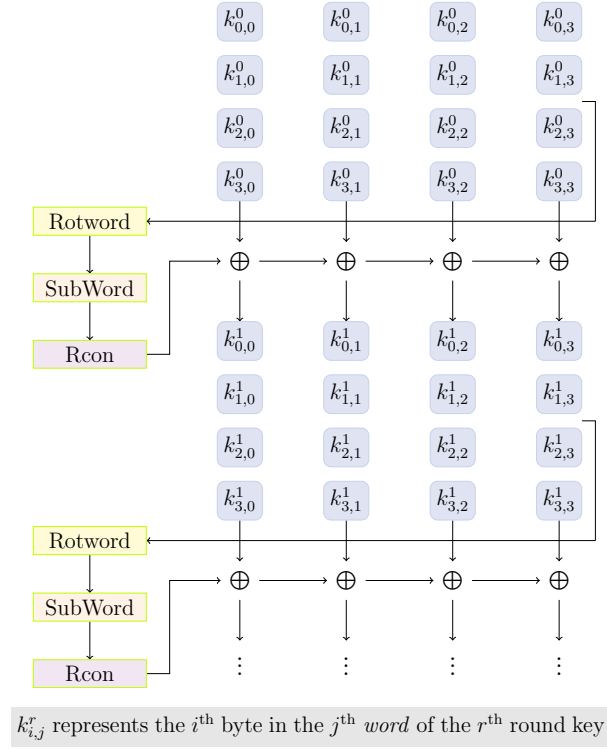 k^0_{0,0} k^0_{0,1} k^0_{0,2} k^0_{0,3}
k^0_{1,0} k^0_{1,1} k^0_{1,2} k^0_{1,3}
k^0_{2,0} k^0_{2,1} k^0_{2,2} k^0_{2,3}
k^0_{3,0} k^0_{3,1} k^0_{3,2} k^0_{3,3}
Rotword
⊕ ⊕ ⊕ ⊕
SubWord
k^1_{0,0} k^1_{0,1} k^1_{0,2} k^1_{0,3}
Rcon
k^1_{1,0} k^1_{1,1} k^1_{1,2} k^1_{1,3}
k^1_{2,0} k^1_{2,1} k^1_{2,2} k^1_{2,3}
k^1_{3,0} k^1_{3,1} k^1_{3,2} k^1_{3,3}
Rotword
⊕ ⊕ ⊕ ⊕
SubWord
Rcon
⋮ ⋮ ⋮ ⋮
k^r_{i,j} represents the i^th byte in the j^th word of the r^th round key